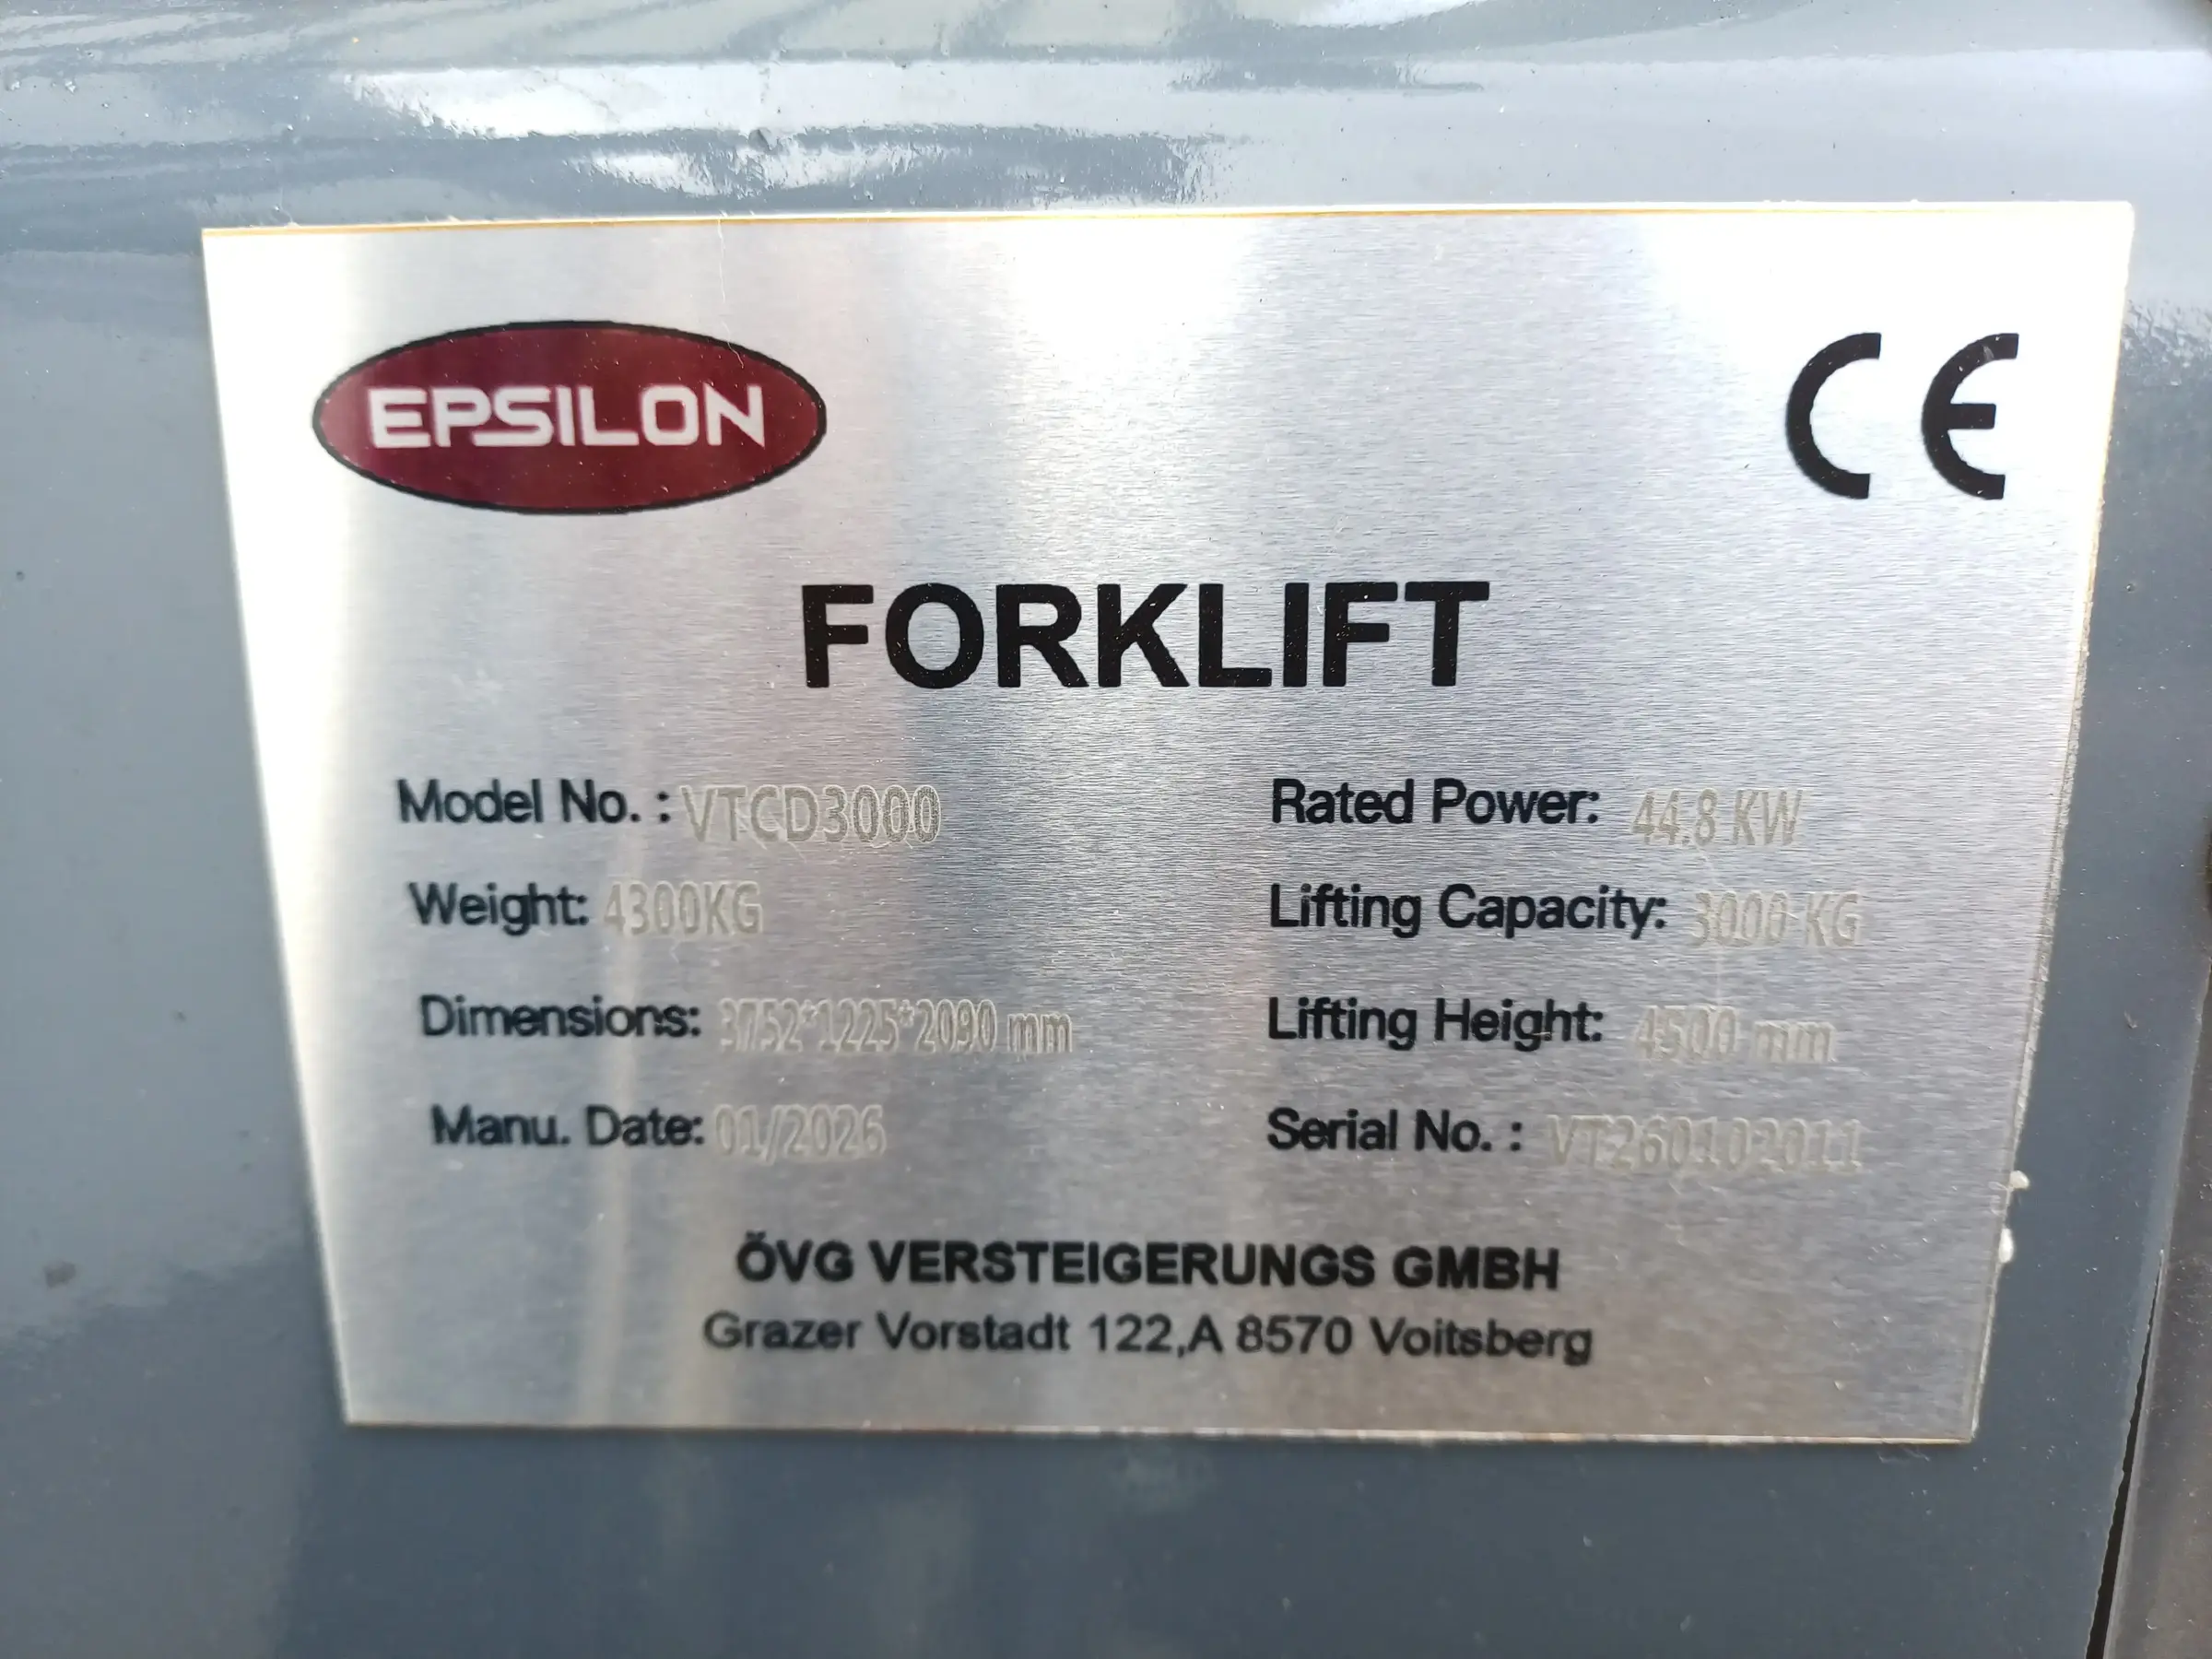 EPSILON
CE
FORKLIFT
Model No. : VTCD3000
Rated Power: 44.8 KW
Weight: 4300KG
Lifting Capacity: 3000 KG
Dimensions: 3752*1225*2090 mm
Lifting Height: 4500 mm
Manu. Date: 01/2026
Serial No. : VT260102011
ÖVG VERSTEIGERUNGS GMBH
Grazer Vorstadt 122,A 8570 Voitsberg